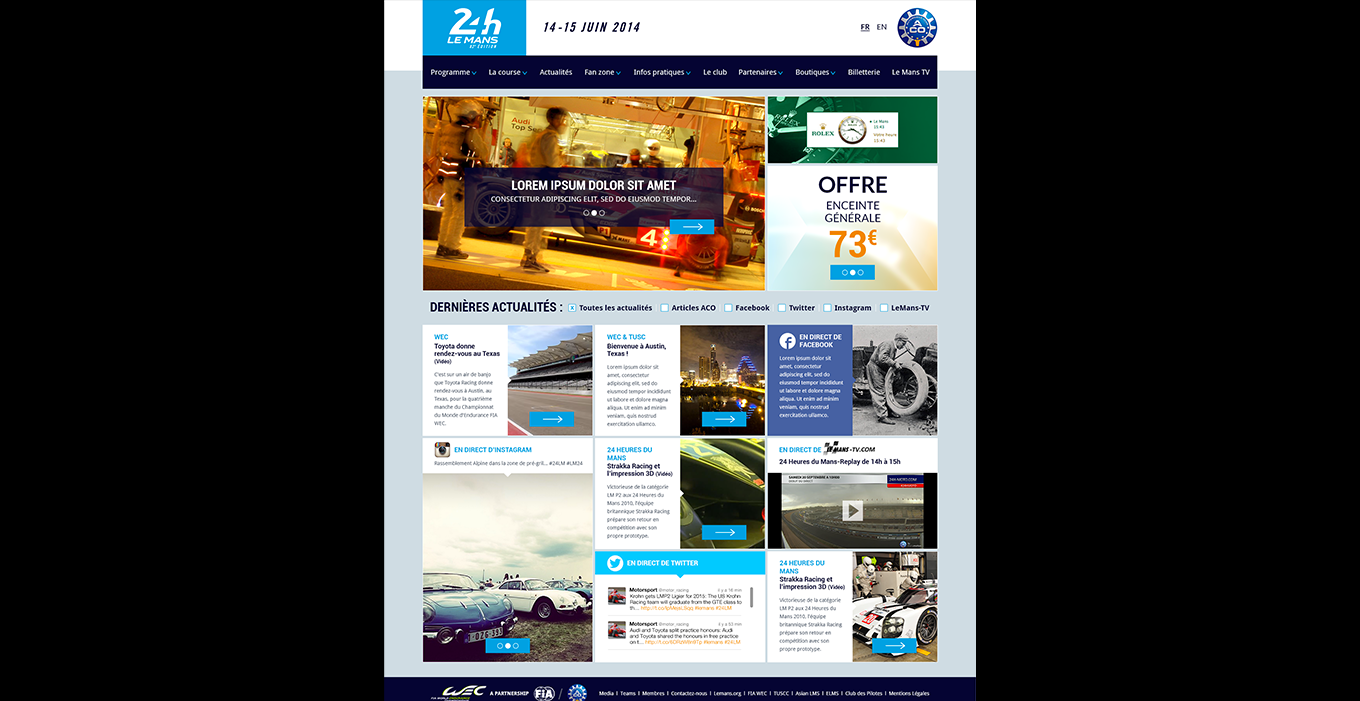 24h
LE MANS
82e ÉDITION
14-15 JUIN 2014
FR EN
ACO
Programme La course Actualités Fan zone Infos pratiques Le club Partenaires Boutiques Billetterie Le Mans TV
Audi
Top Se
LOREM IPSUM DOLOR SIT AMET
CONSECTETUR ADIPISCING ELIT, SED DO EIUSMOD TEMPOR...
BOSCH
4
ROLEX
Le Mans
15:43
Votre heure
15:43
OFFRE
ENCEINTE
GÉNÉRALE
73€
DERNIÈRES ACTUALITÉS : x Toutes les actualités Articles ACO Facebook Twitter Instagram LeMans-TV
WEC
Toyota donne
rendez-vous au Texas
(Vidéo)
C'est sur un air de banjo
que Toyota Racing donne
rendez-vous à Austin, au
Texas, pour la quatrième
manche du Championnat
du Monde d'Endurance FIA
WEC.
WEC & TUSC
Bienvenue à Austin,
Texas !
Lorem ipsum dolor sit
amet, consectetur
adipiscing elit, sed do
eiusmod tempor incididunt
ut labore et dolore magna
aliqua. Ut enim ad minim
veniam, quis nostrud
exercitation ullamco.
EN DIRECT DE
FACEBOOK
Lorem ipsum dolor sit
amet, consectetur
adipiscing elit, sed do
eiusmod tempor incididunt
ut labore et dolore magna
aliqua. Ut enim ad minim
veniam, quis nostrud
exercitation ullamco.
EN DIRECT D'INSTAGRAM
Rassemblement Alpine dans la zone de pré-gril... #24LM #LM24
24 HEURES DU
MANS
Strakka Racing et
l'impression 3D (Vidéo)
Victorieuse de la catégorie
LM P2 aux 24 Heures du
Mans 2010, l'équipe
britannique Strakka Racing
prépare son retour en
compétition avec son
propre prototype.
EN DIRECT DE LEMANS-TV.COM
24 Heures du Mans-Replay de 14h à 15h
EN DIRECT DE TWITTER
Motorsport @motor_racing il y a 16 min
Krohn gets LMP2 Ligier for 2015: The US Krohn
Racing team will graduate from the GTE class to
#lemans #24LM
Motorsport @motor_racing il y a 53 min
Audi and Toyota split practice honours: Audi
and Toyota shared the honours in free practice
on t... #lemans #24LM
24 HEURES DU
MANS
Strakka Racing et
l'impression 3D (Vidéo)
Victorieuse de la catégorie
LM P2 aux 24 Heures du
Mans 2010, l'équipe
britannique Strakka Racing
prépare son retour en
compétition avec son
propre prototype.
WEC A PARTNERSHIP FIA / Media I Teams I Membres I Contactez-nous I Lemans.org I FIA WEC I TUSCC I Asian LMS I ELMS I Club des Pilotes I Mentions Légales